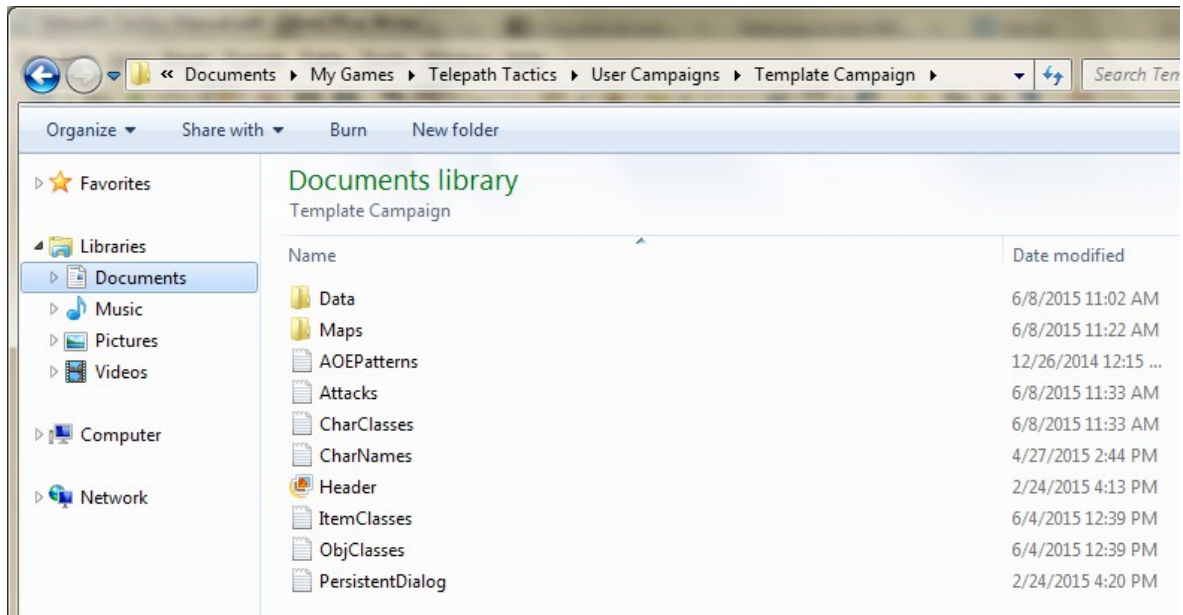 « Documents ▸ My Games ▸ Telepath Tactics ▸ User Campaigns ▸ Template Campaign ▸ Search Tem
Organize Share with Burn New folder
Favorites
Libraries
Documents
Music
Pictures
Videos
Computer
Network
Documents library
Template Campaign
Name Date modified
Data 6/8/2015 11:02 AM
Maps 6/8/2015 11:22 AM
AOEPatterns 12/26/2014 12:15 ...
Attacks 6/8/2015 11:33 AM
CharClasses 6/8/2015 11:33 AM
CharNames 4/27/2015 2:44 PM
Header 2/24/2015 4:13 PM
ItemClasses 6/4/2015 12:39 PM
ObjClasses 6/4/2015 12:39 PM
PersistentDialog 2/24/2015 4:20 PM